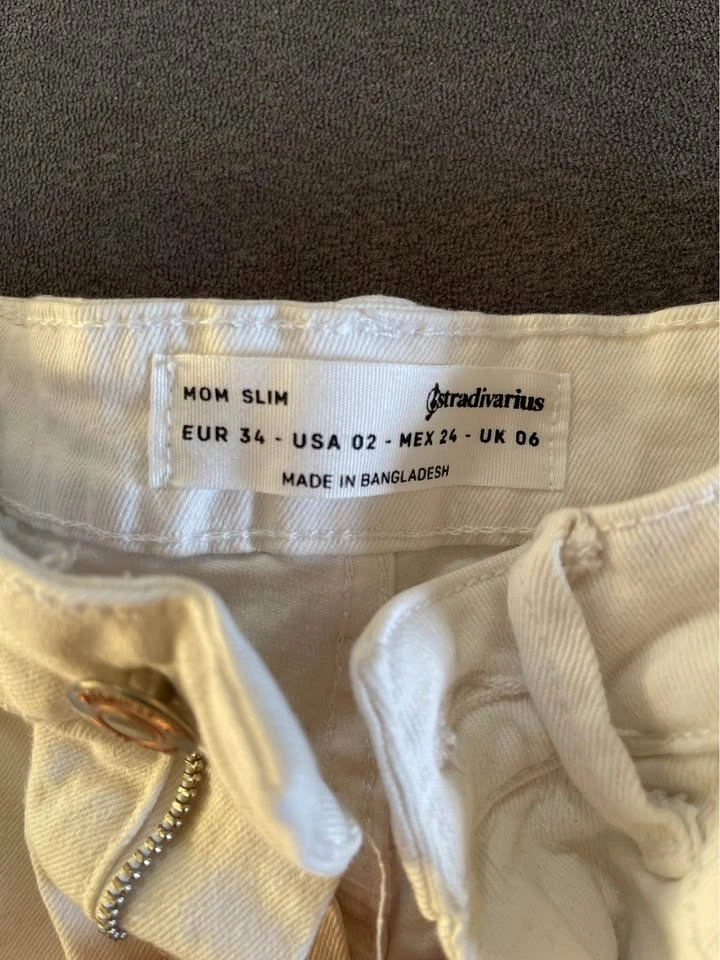 MOM SLIM stradivarius
EUR 34 - USA 02 - MEX 24 - UK 06
MADE IN BANGLADESH